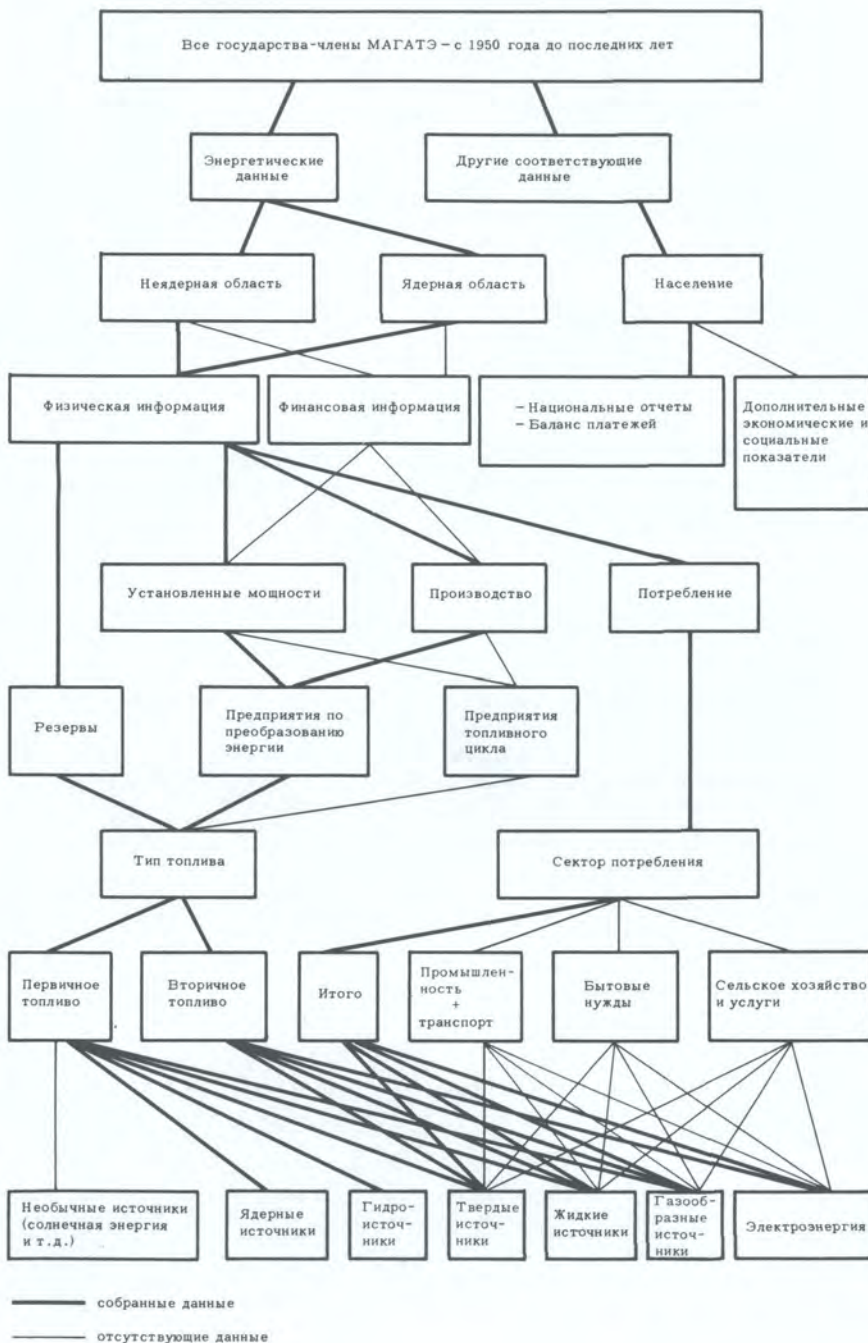 Все государства-члены МАГАТЭ – с 1950 года до последних лет
Энергетические
данные
Другие соответствующие
данные
Неядерная область
Ядерная область
Население
Физическая информация
Финансовая информация
– Национальные отчеты
– Баланс платежей
Дополнительные
экономические и
социальные
показатели
Установленные мощности
Производство
Потребление
Резервы
Предприятия по
преобразованию
энергии
Предприятия
топливного
цикла
Тип топлива
Сектор потребления
Первичное
топливо
Вторичное
топливо
Итого
Промышлен-
ность
+
транспорт
Бытовые
нужды
Сельское хозяйство
и услуги
Необычные источники
(солнечная энергия
и т.д.)
Ядерные
источники
Гидро-
источ-
ники
Твердые
источ-
ники
Жидкие
источники
Газооб-
разные
источ-
ники
Электроэнергия
собранные данные
отсутствующие данные